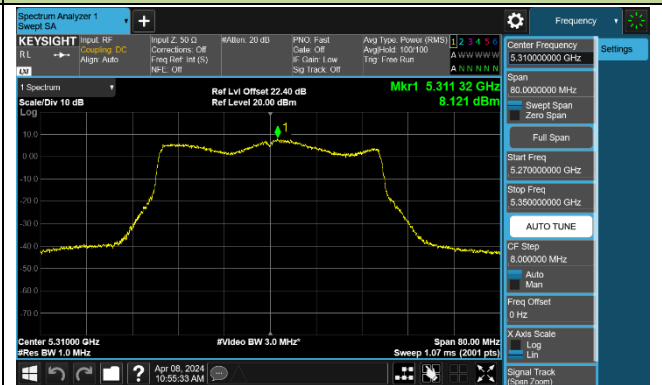 Spectrum Analyzer 1
Swept SA
+
Frequency
KEYSIGHT
RL
LXI
Input: RF
Coupling: DC
Align: Auto
Input Z: 50 Ω
Corrections: Off
Freq Ref: Int (S)
NFE: Off
#Atten: 20 dB
PNO: Fast
Gate: Off
IF Gain: Low
Sig Track: Off
Avg Type: Power (RMS)
Avg|Hold: 100/100
Trig: Free Run
1 2 3 4 5 6
A W W W W W
A N N N N N
1 Spectrum
Scale/Div 10 dB
Log
Ref Lvl Offset 22.40 dB
Ref Level 20.00 dBm
Mkr1 5.311 32 GHz
8.121 dBm
1
10.0
0.00
-10.0
-20.0
-30.0
-40.0
-50.0
-60.0
-70.0
Center 5.31000 GHz
#Res BW 1.0 MHz
#Video BW 3.0 MHz*
Span 80.00 MHz
Sweep 1.07 ms (2001 pts)
Center Frequency
5.310000000 GHz
Settings
Span
80.0000000 MHz
Swept Span
Zero Span
Full Span
Start Freq
5.270000000 GHz
Stop Freq
5.350000000 GHz
AUTO TUNE
CF Step
8.000000 MHz
Auto
Man
Freq Offset
0 Hz
X Axis Scale
Log
Lin
Signal Track
(Span Zoom)
?
Apr 08, 2024
10:55:33 AM